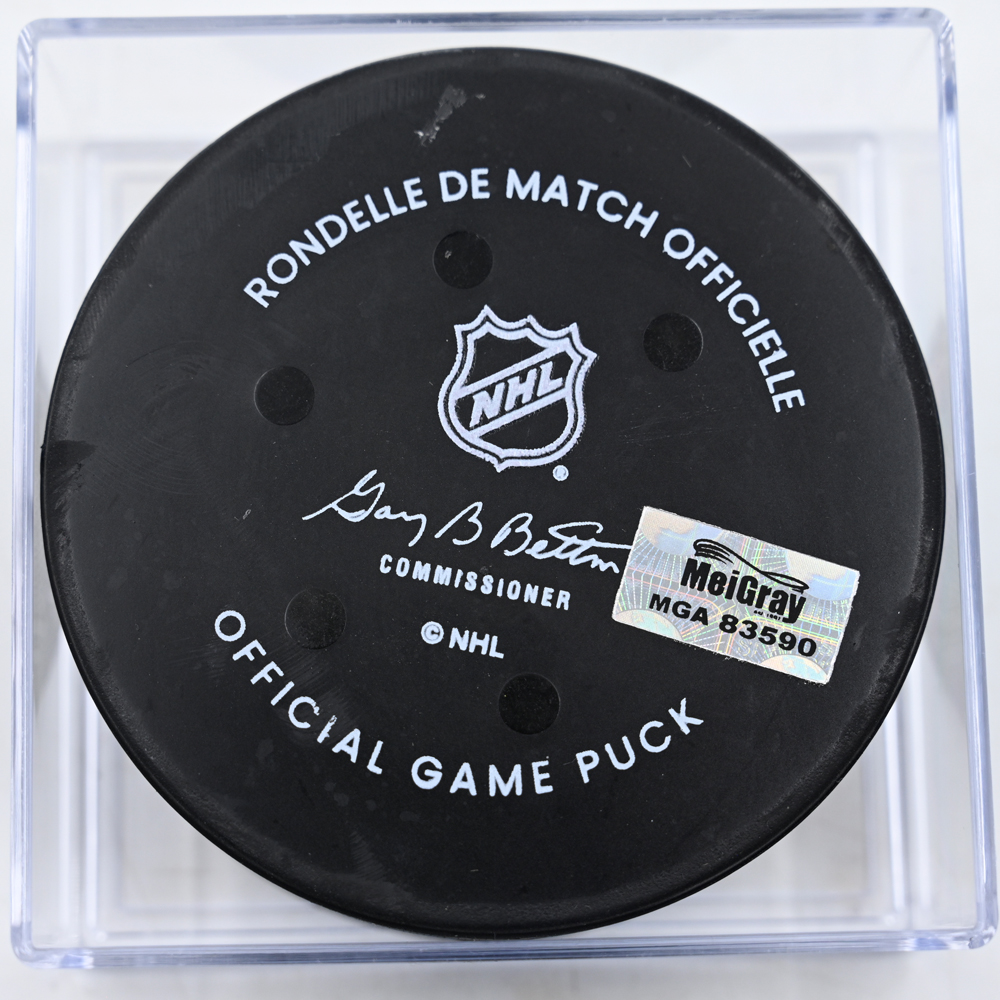 RONDELLE DE MATCH OFFICIELLE
NHL
Gary B Bettman
COMMISSIONER
© NHL
MeiGray
MGA 83590
OFFICIAL GAME PUCK